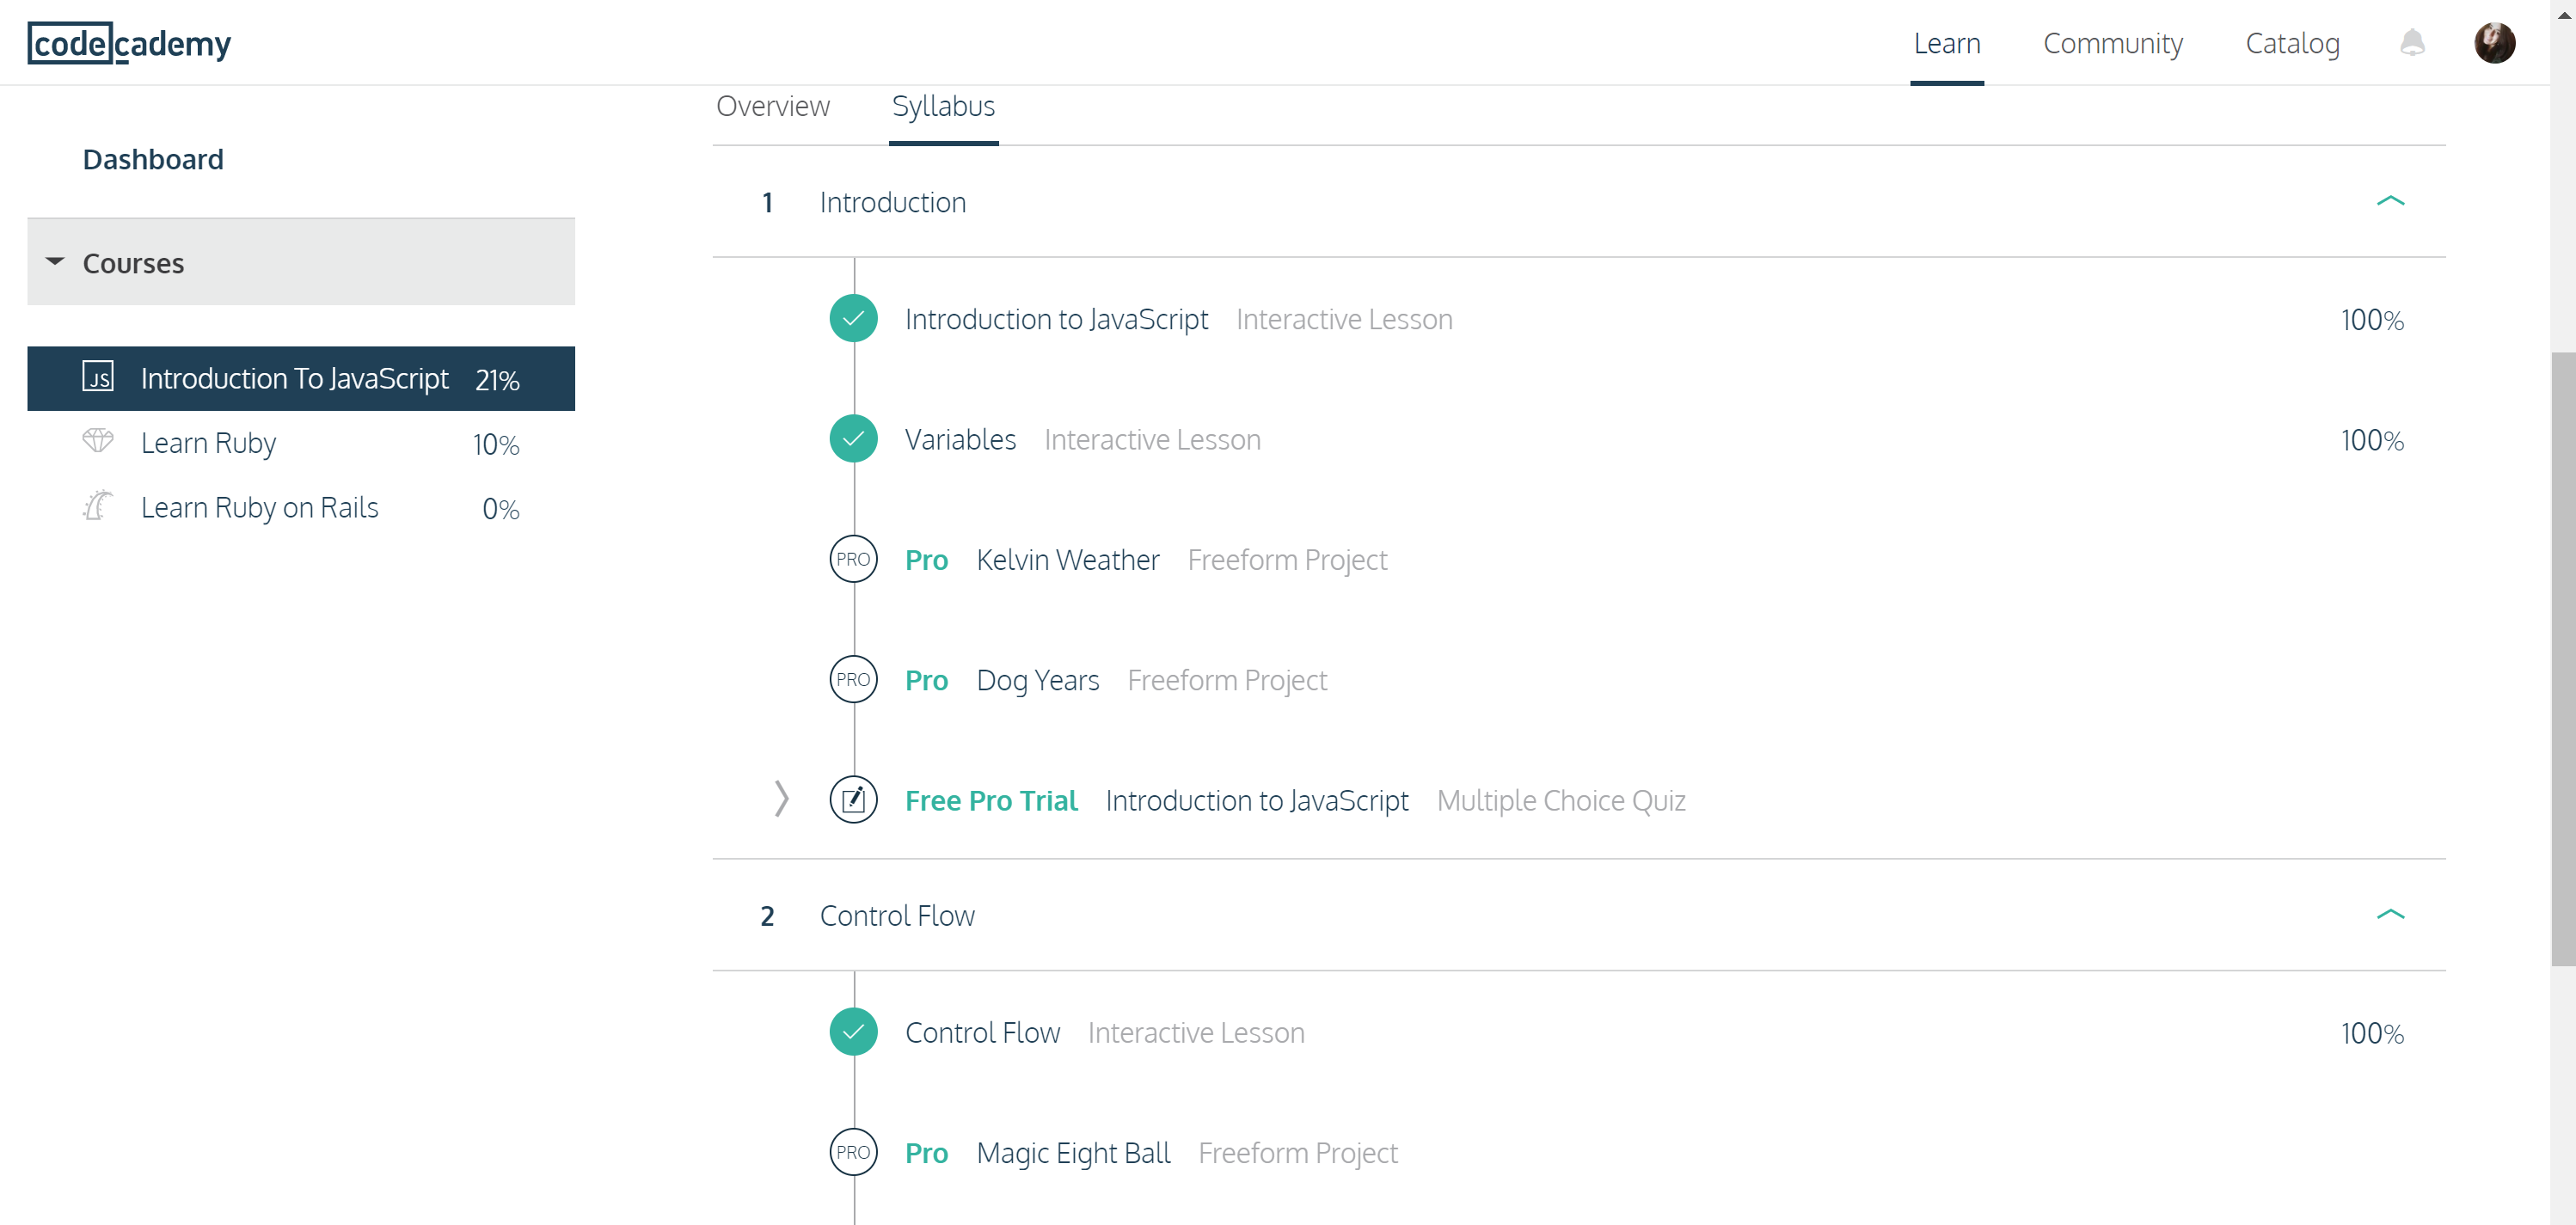 codecademy
Learn Community Catalog
Dashboard
Courses
JS Introduction To JavaScript 21%
Learn Ruby 10%
Learn Ruby on Rails 0%
Overview Syllabus
1 Introduction
Introduction to JavaScript Interactive Lesson 100%
Variables Interactive Lesson 100%
PRO Pro Kelvin Weather Freeform Project
PRO Pro Dog Years Freeform Project
Free Pro Trial Introduction to JavaScript Multiple Choice Quiz
2 Control Flow
Control Flow Interactive Lesson 100%
PRO Pro Magic Eight Ball Freeform Project